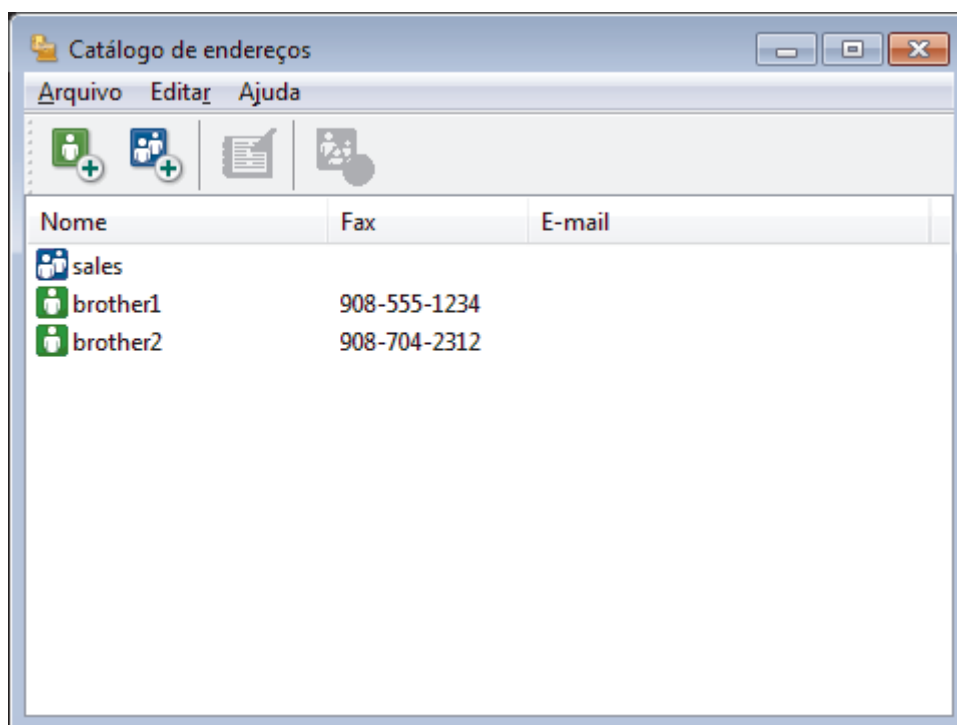 Catálogo de endereços
Arquivo Editar Ajuda
Nome Fax E-mail
sales
brother1 908-555-1234
brother2 908-704-2312